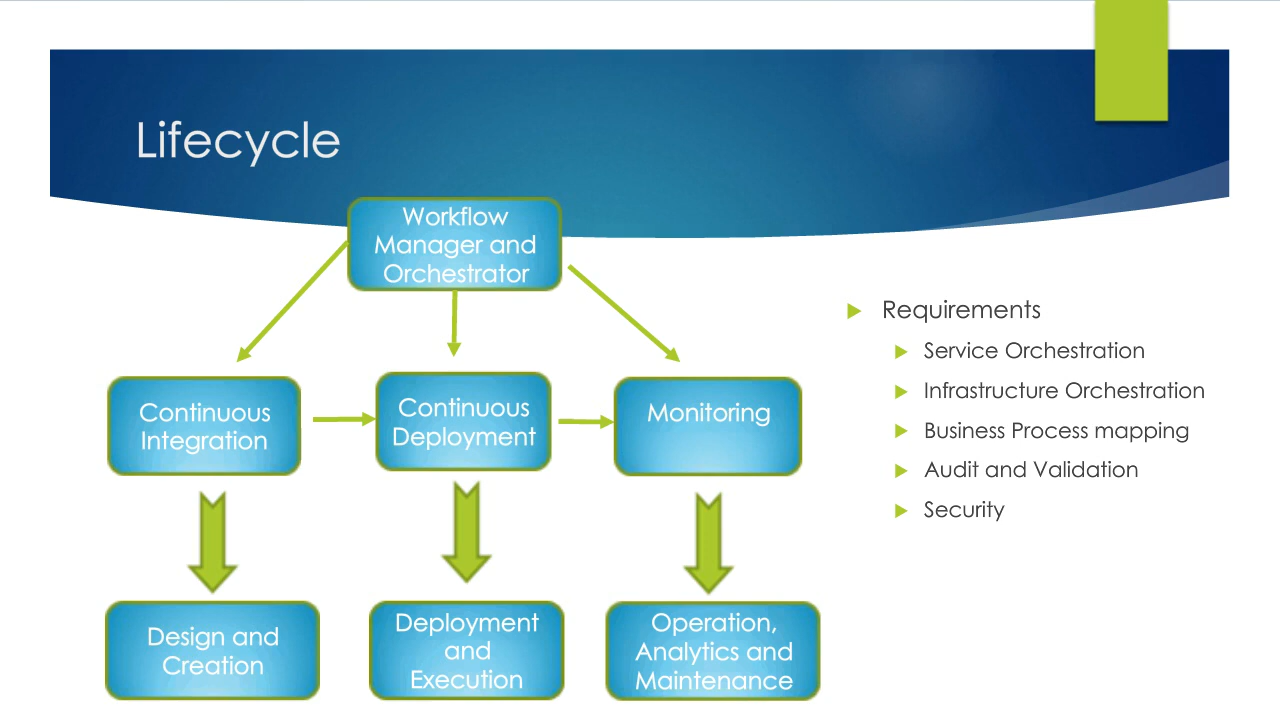 Lifecycle
Workflow
Manager and
Orchestrator
Continuous
Integration
Continuous
Deployment
Monitoring
Design and
Creation
Deployment
and
Execution
Operation,
Analytics and
Maintenance
Requirements
Service Orchestration
Infrastructure Orchestration
Business Process mapping
Audit and Validation
Security